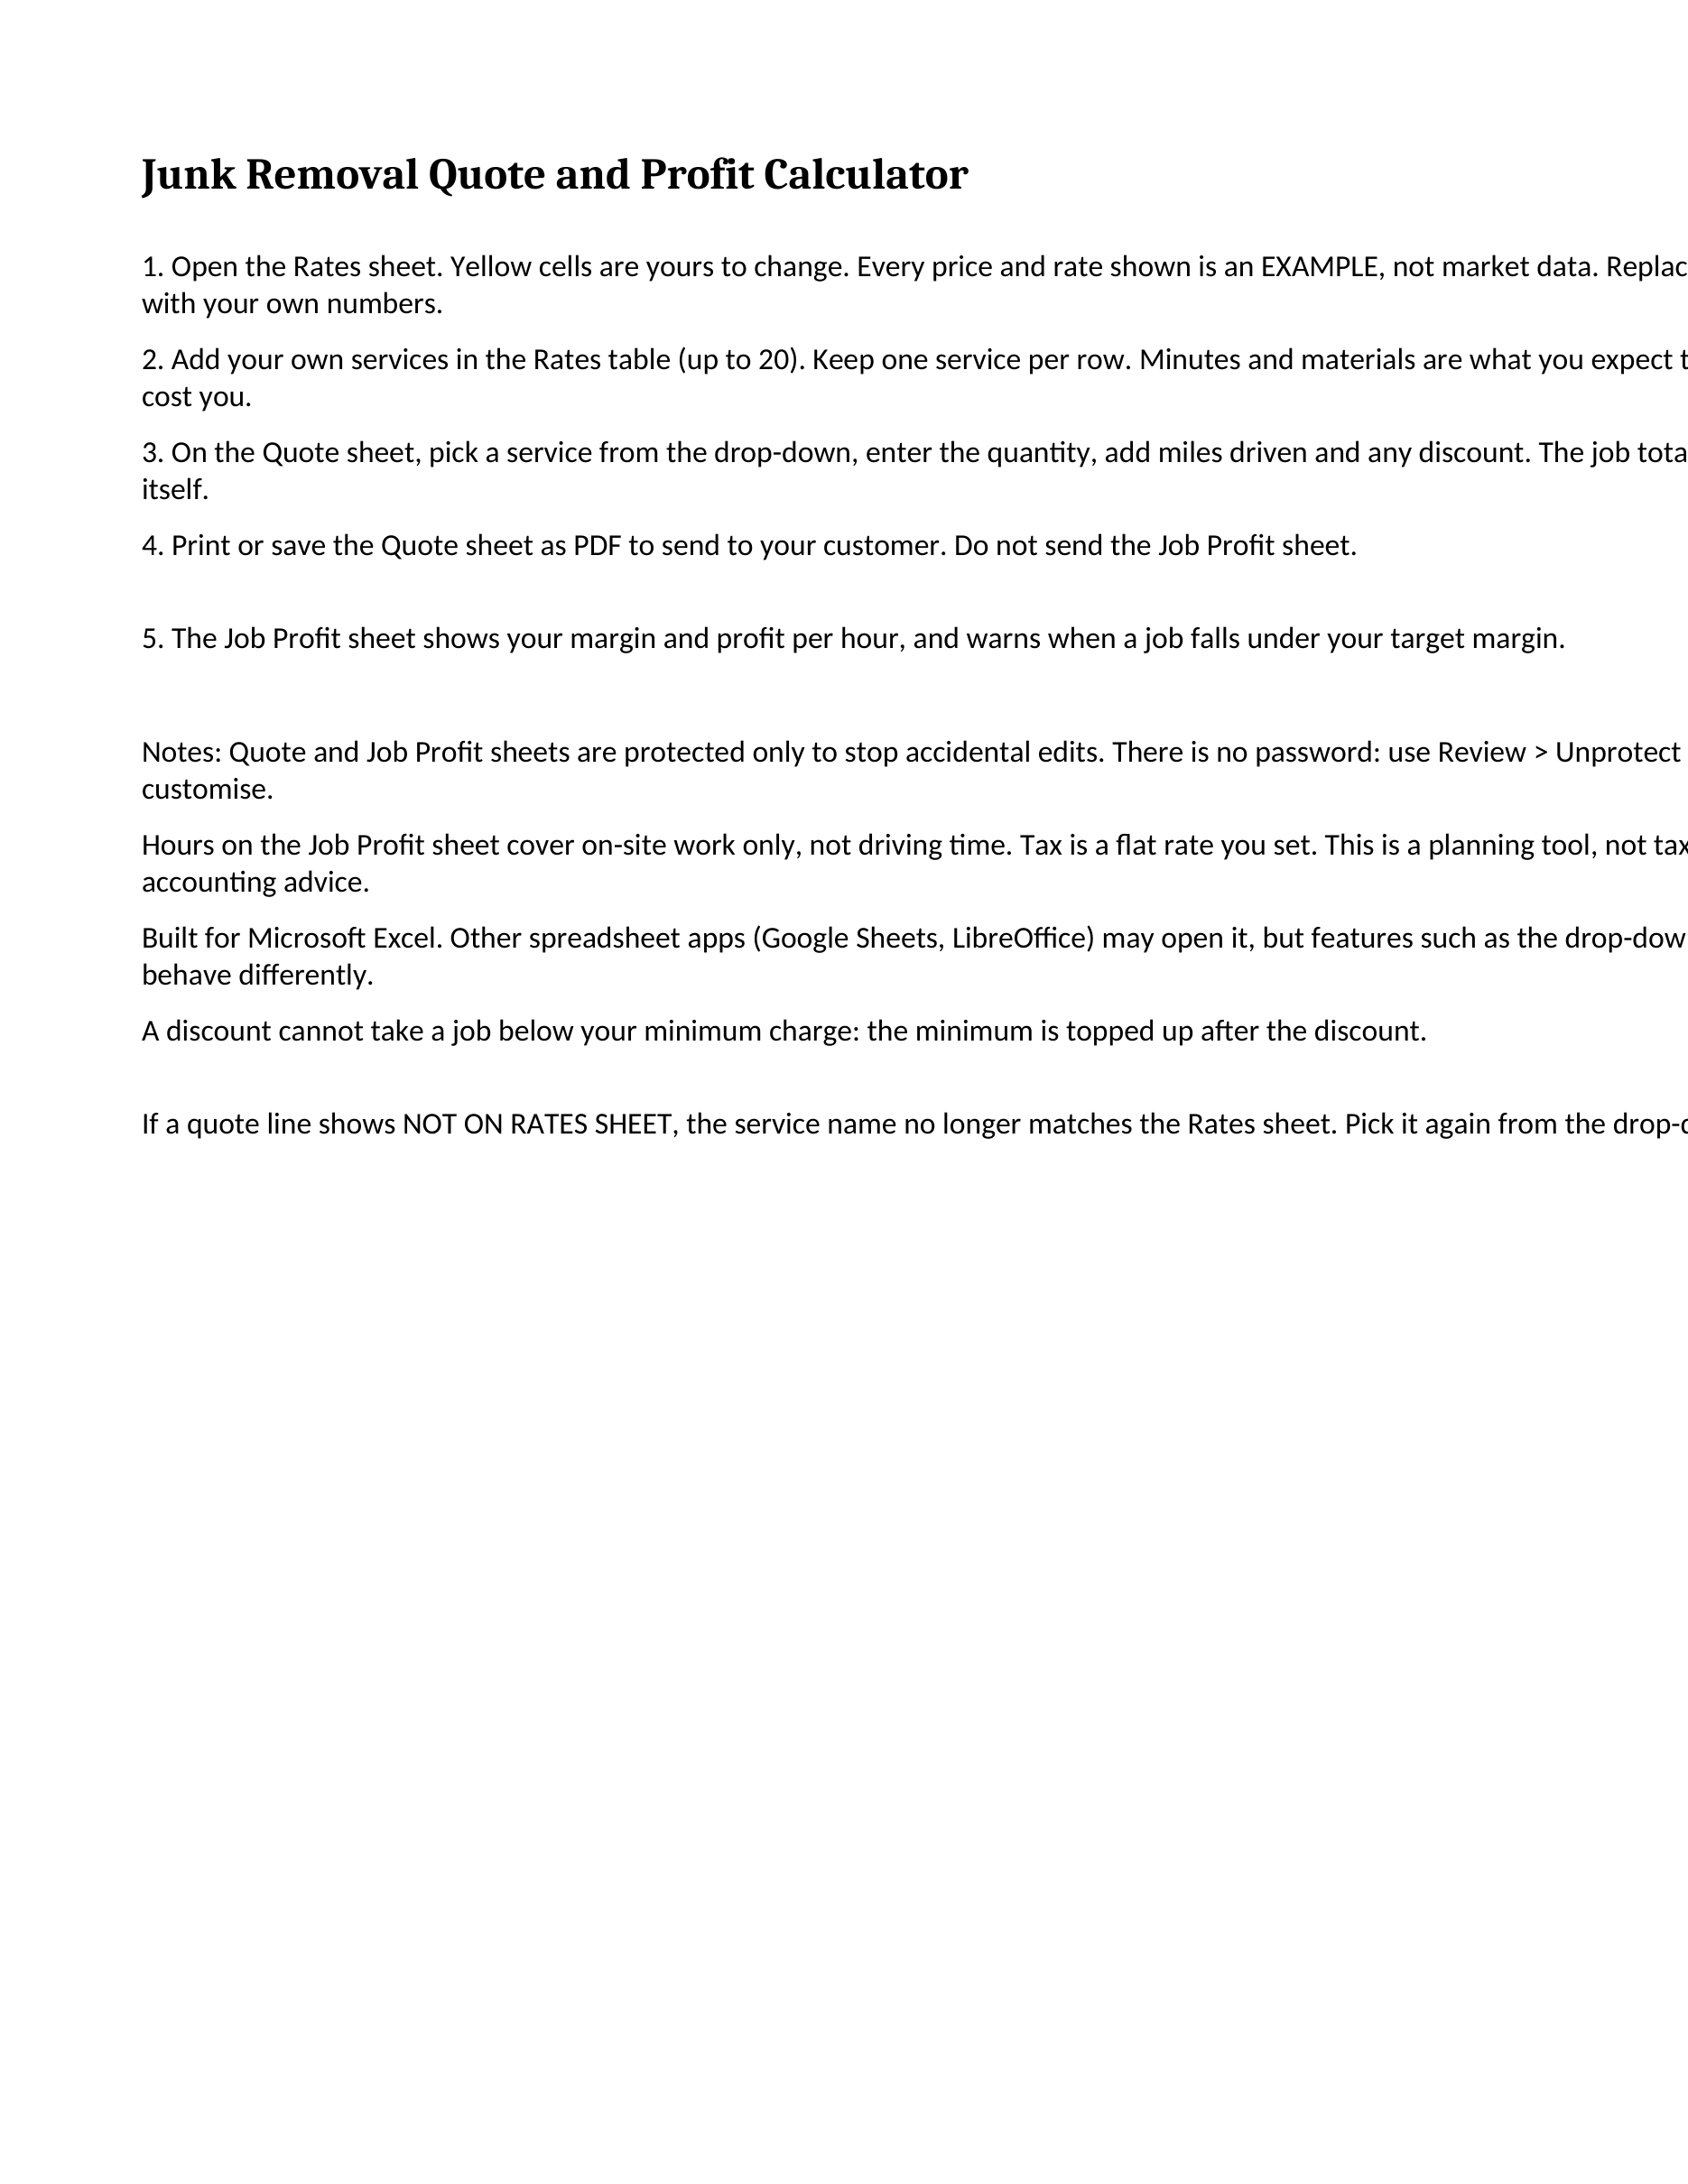 Junk Removal Quote and Profit Calculator
1. Open the Rates sheet. Yellow cells are yours to change. Every price and rate shown is an EXAMPLE, not market data. Replac
with your own numbers.
2. Add your own services in the Rates table (up to 20). Keep one service per row. Minutes and materials are what you expect t
cost you.
3. On the Quote sheet, pick a service from the drop-down, enter the quantity, add miles driven and any discount. The job tota
itself.
4. Print or save the Quote sheet as PDF to send to your customer. Do not send the Job Profit sheet.
5. The Job Profit sheet shows your margin and profit per hour, and warns when a job falls under your target margin.
Notes: Quote and Job Profit sheets are protected only to stop accidental edits. There is no password: use Review > Unprotect
customise.
Hours on the Job Profit sheet cover on-site work only, not driving time. Tax is a flat rate you set. This is a planning tool, not tax
accounting advice.
Built for Microsoft Excel. Other spreadsheet apps (Google Sheets, LibreOffice) may open it, but features such as the drop-dow
behave differently.
A discount cannot take a job below your minimum charge: the minimum is topped up after the discount.
If a quote line shows NOT ON RATES SHEET, the service name no longer matches the Rates sheet. Pick it again from the drop-